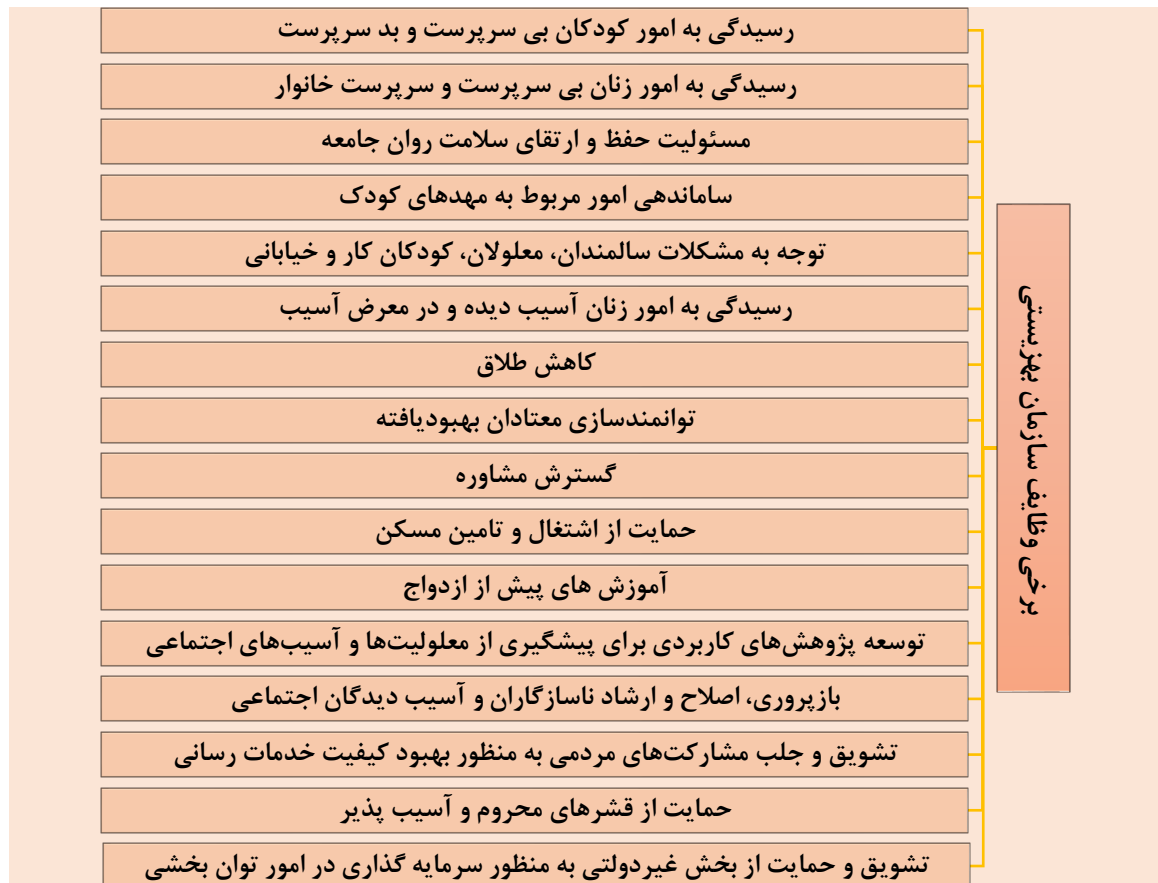 برخی وظایف سازمان بهزیستی
رسیدگی به امور کودکان بی سرپرست و بد سرپرست
رسیدگی به امور زنان بی سرپرست و سرپرست خانوار
مسئولیت حفظ و ارتقای سلامت روان جامعه
ساماندهی امور مربوط به مهدهای کودک
توجه به مشکلات سالمندان، معلولان، کودکان کار و خیابانی
رسیدگی به امور زنان آسیب دیده و در معرض آسیب
کاهش طلاق
توانمندسازی معتادان بهبودیافته
گسترش مشاوره
حمایت از اشتغال و تامین مسکن
آموزش های پیش از ازدواج
توسعه پژوهش‌های کاربردی برای پیشگیری از معلولیت‌ها و آسیب‌های اجتماعی
بازپروری، اصلاح و ارشاد ناسازگاران و آسیب دیدگان اجتماعی
تشویق و جلب مشارکت‌های مردمی به منظور بهبود کیفیت خدمات رسانی
حمایت از قشرهای محروم و آسیب پذیر
تشویق و حمایت از بخش غیردولتی به منظور سرمایه گذاری در امور توان بخشی